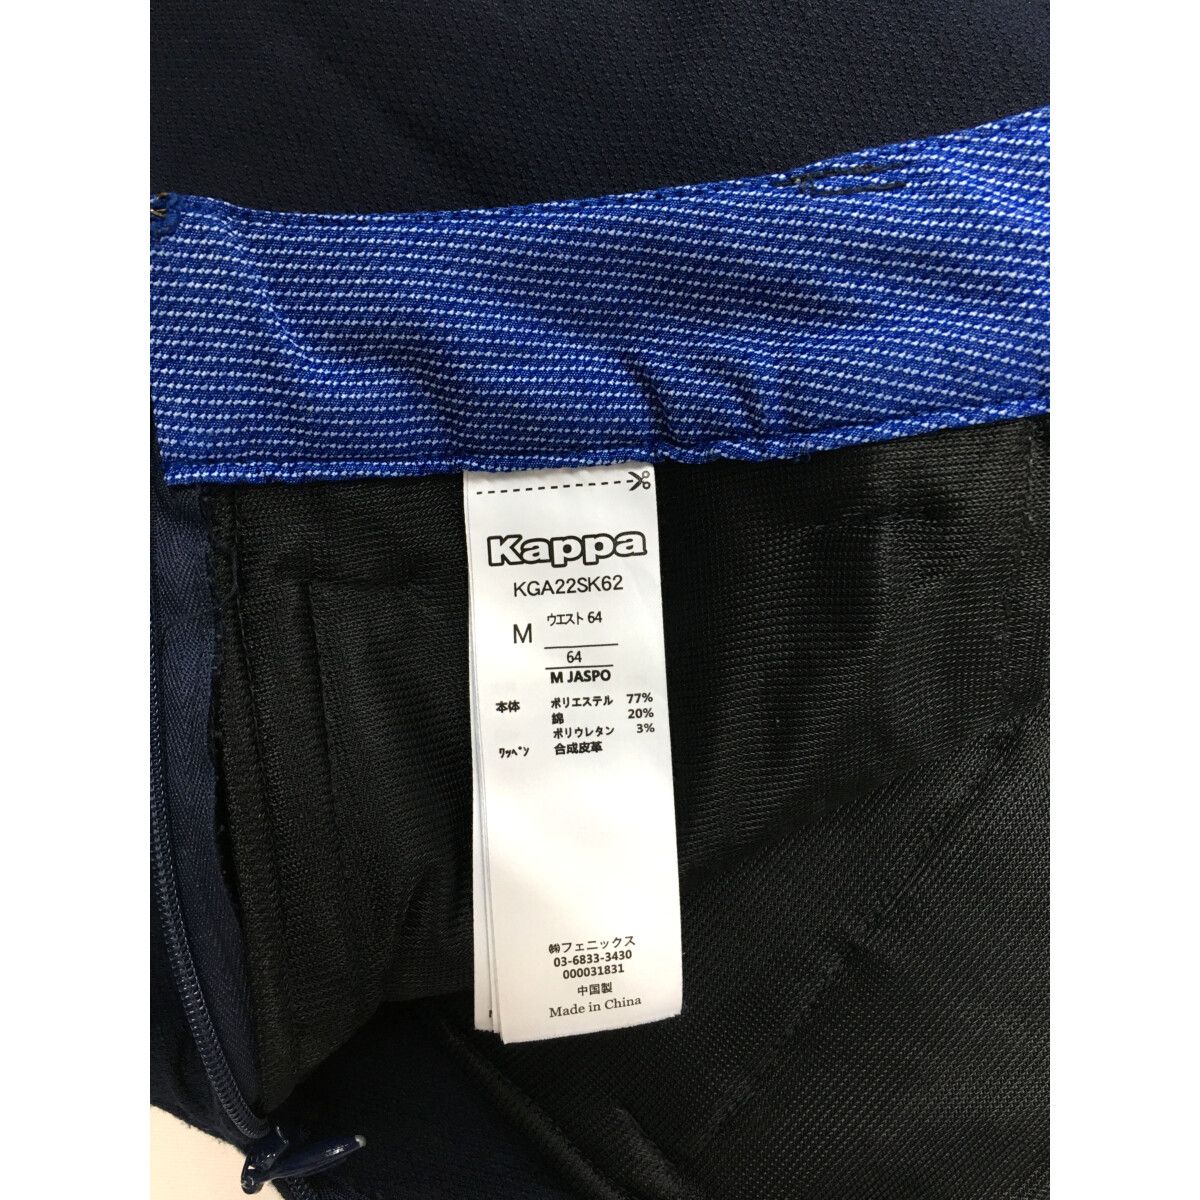 Kappa
KGA22SK62
M ウエスト 64
64
M JASPO
本体 ポリエステル 77%
綿 20%
ポリウレタン 3%
ﾜｯﾍﾟﾝ 合成皮革
㈱フェニックス
03-6833-3430
000031831
中国製
Made in China